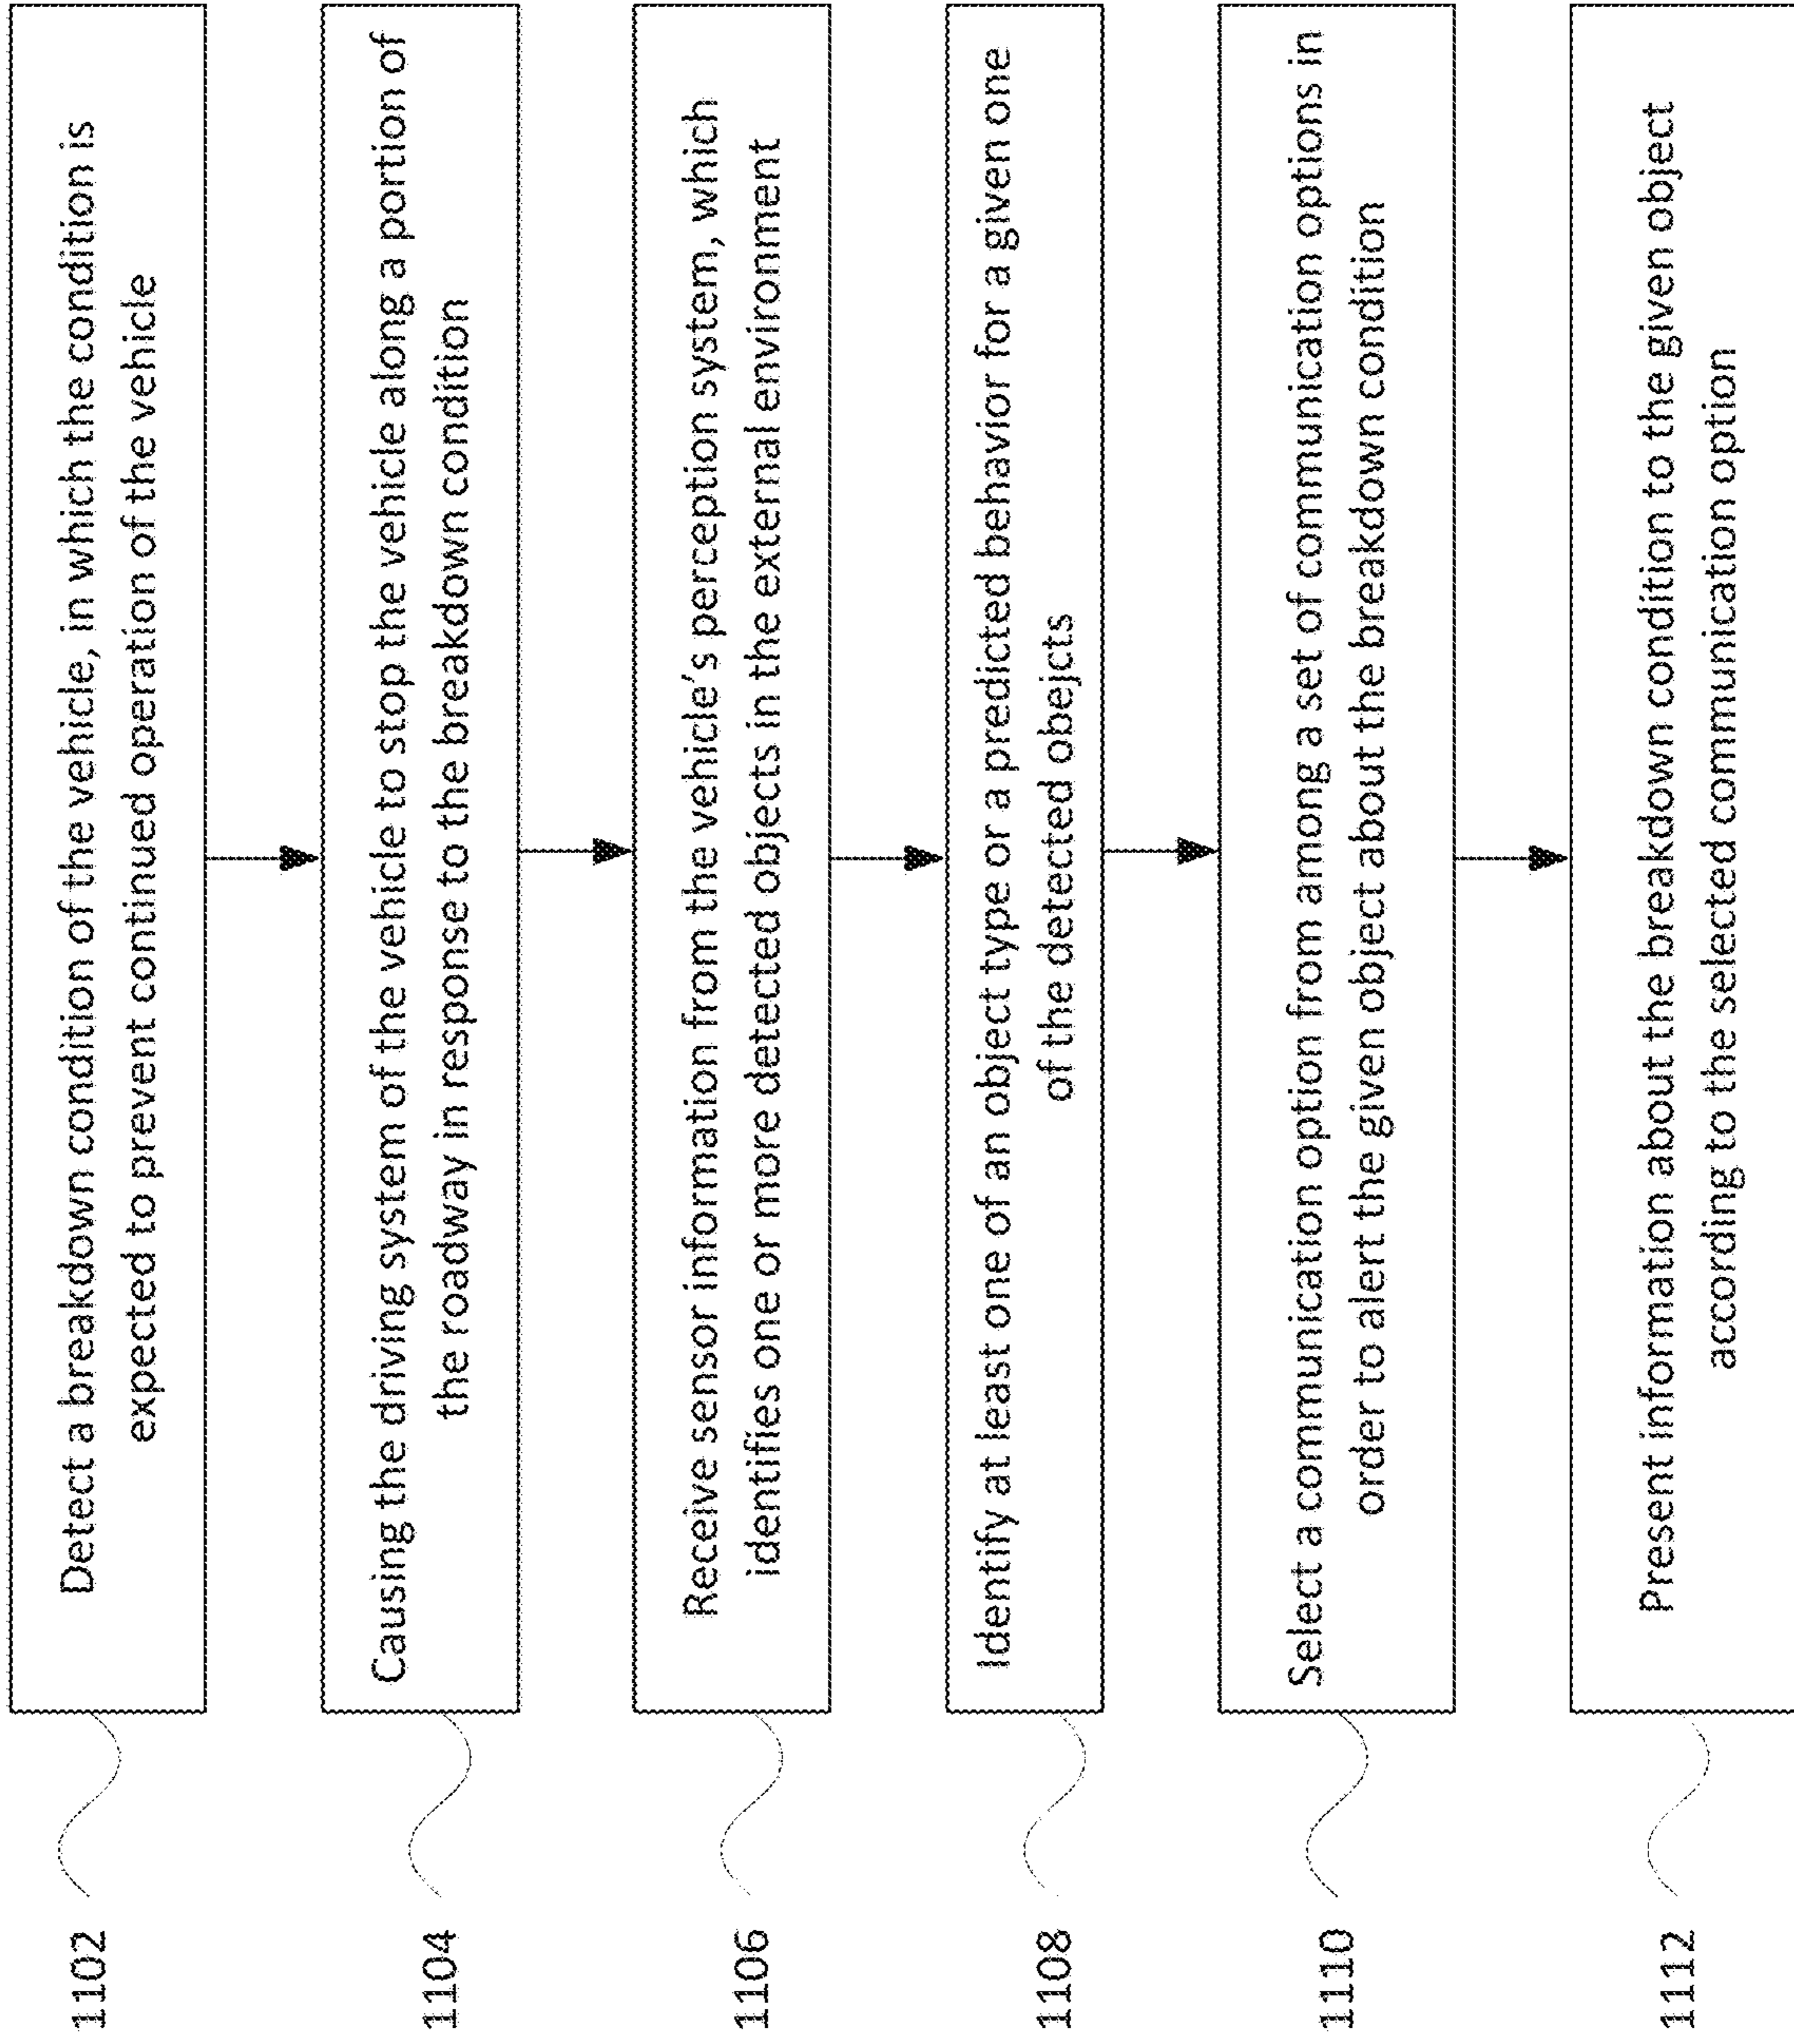 1102
Detect a breakdown condition of the vehicle, in which the condition is
expected to prevent continued operation of the vehicle
1104
Causing the driving system of the vehicle to stop the vehicle along a portion of
the roadway in response to the breakdown condition
1106
Receive sensor information from the vehicle's perception system, which
identifies one or more detected objects in the external environment
1108
Identify at least one of an object type or a predicted behavior for a given one
of the detected obejcts
1110
Select a communication option from among a set of communication options in
order to alert the given object about the breakdown condition
1112
Present information about the breakdown condition to the given object
according to the selected communication option